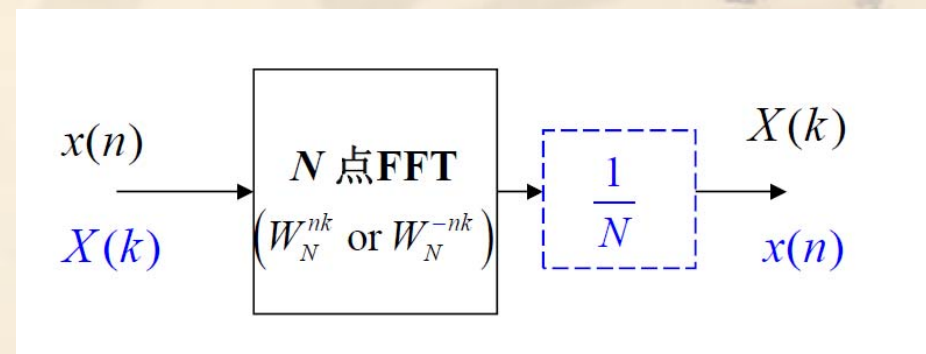 x(n)
X(k)
N 点FFT
(W_N^{nk} or W_N^{-nk})
1/N
X(k)
x(n)